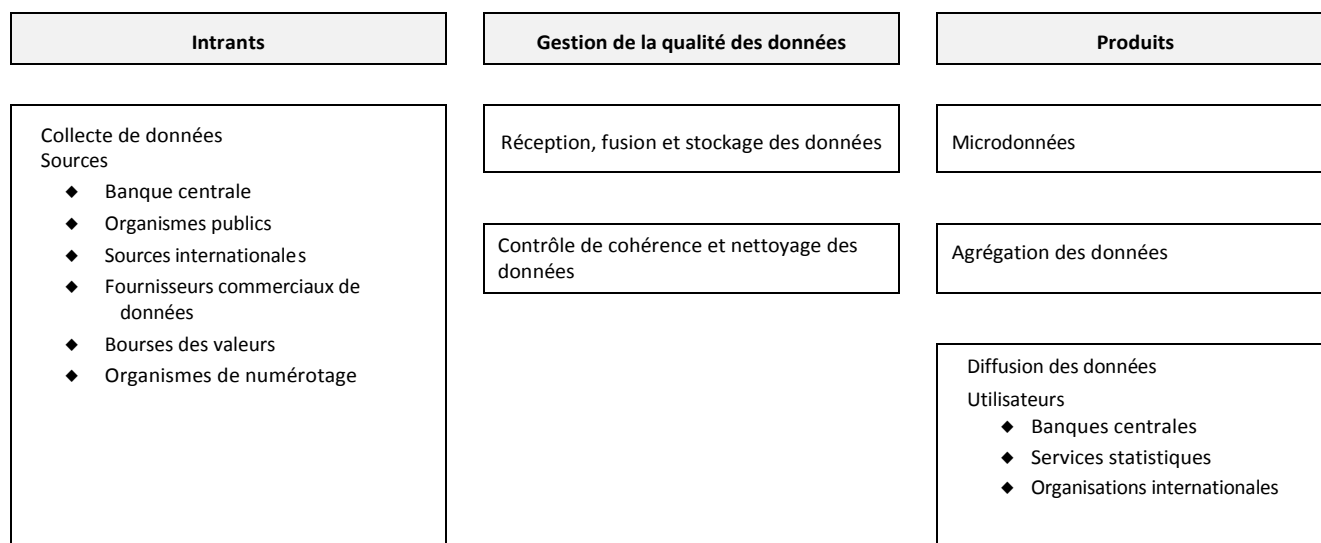 Intrants
Gestion de la qualité des données
Produits
Collecte de données
Sources
◆ Banque centrale
◆ Organismes publics
◆ Sources internationales
◆ Fournisseurs commerciaux de
données
◆ Bourses des valeurs
◆ Organismes de numérotage
Réception, fusion et stockage des données
Contrôle de cohérence et nettoyage des
données
Microdonnées
Agrégation des données
Diffusion des données
Utilisateurs
◆ Banques centrales
◆ Services statistiques
◆ Organisations internationales